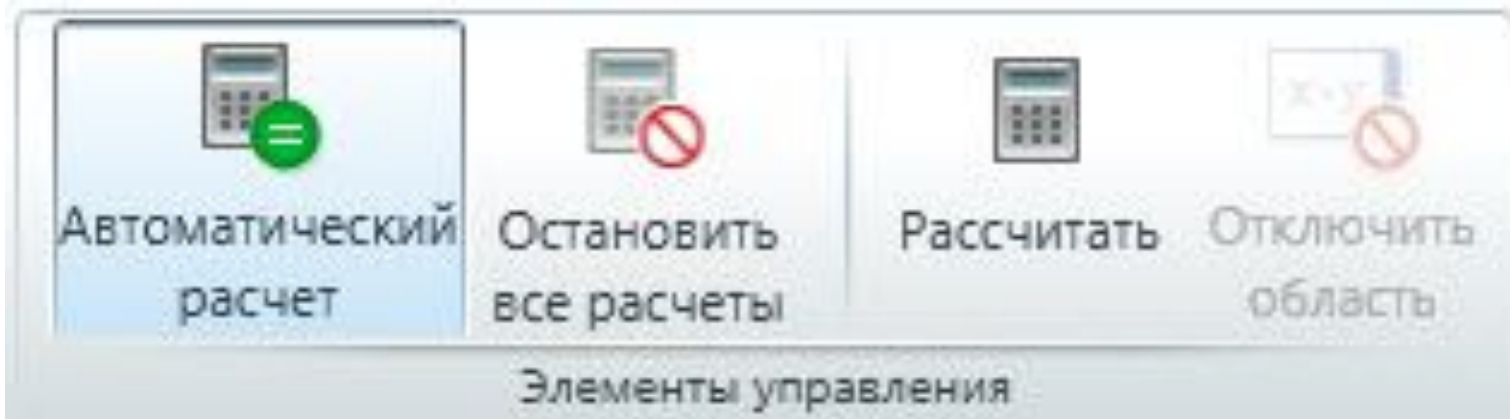 Автоматический
расчет
Остановить
все расчеты
Рассчитать
Отключить
область
Элементы управления